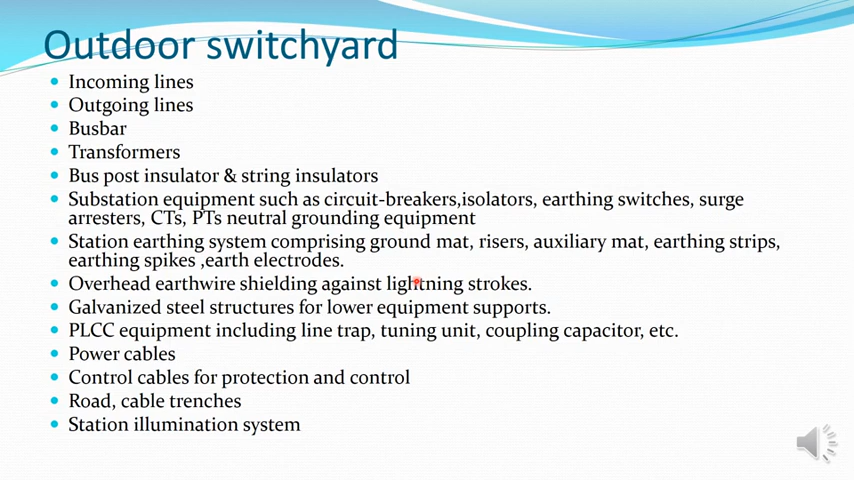 Outdoor switchyard
• Incoming lines
• Outgoing lines
• Busbar
• Transformers
• Bus post insulator & string insulators
• Substation equipment such as circuit-breakers,isolators, earthing switches, surge
arresters, CTs, PTs neutral grounding equipment
• Station earthing system comprising ground mat, risers, auxiliary mat, earthing strips,
earthing spikes ,earth electrodes.
• Overhead earthwire shielding against lightning strokes.
• Galvanized steel structures for lower equipment supports.
• PLCC equipment including line trap, tuning unit, coupling capacitor, etc.
• Power cables
• Control cables for protection and control
• Road, cable trenches
• Station illumination system